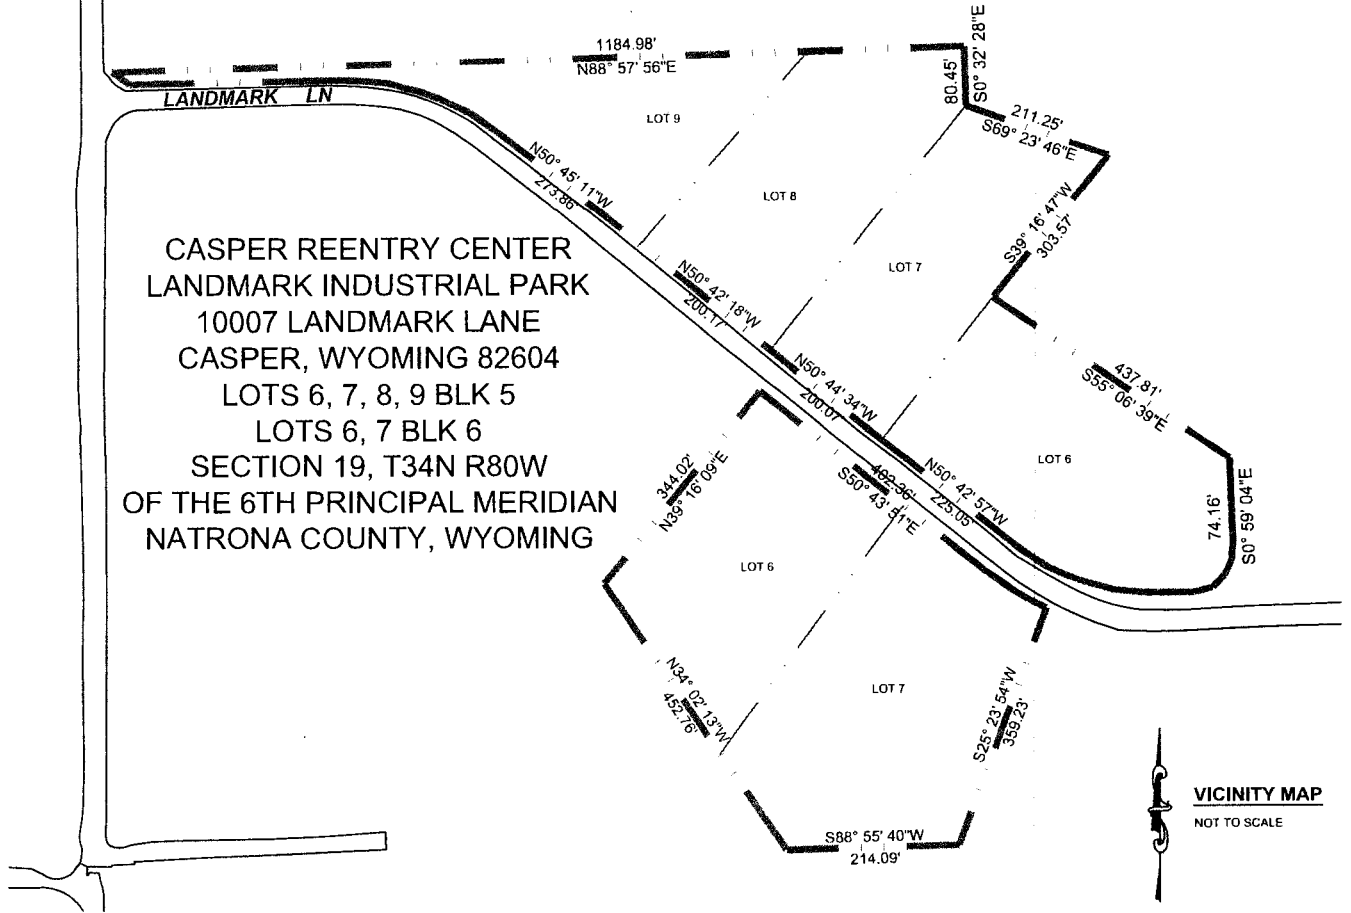 1184.98'
N88° 57' 56"E
80.45'
S0° 32' 28"E
LANDMARK LN
LOT 9
211.25'
S69° 23' 46"E
N50° 45' 11"W
273.86'
LOT 8
S39° 16' 47"W
303.57'
LOT 7
CASPER REENTRY CENTER
LANDMARK INDUSTRIAL PARK
10007 LANDMARK LANE
CASPER, WYOMING 82604
LOTS 6, 7, 8, 9 BLK 5
LOTS 6, 7 BLK 6
SECTION 19, T34N R80W
OF THE 6TH PRINCIPAL MERIDIAN
NATRONA COUNTY, WYOMING
N50° 42' 18"W
200.17'
N50° 44' 34"W
200.07'
437.81'
S55° 06' 39"E
LOT 6
344.02'
N39° 16' 09"E
402.36'
S50° 43' 51"E
N50° 42' 57"W
225.05'
74.16'
S0° 59' 04"E
LOT 6
N34° 02' 13"W
452.76'
LOT 7
S25° 23' 54"W
359.23'
S88° 55' 40"W
214.09'
VICINITY MAP
NOT TO SCALE